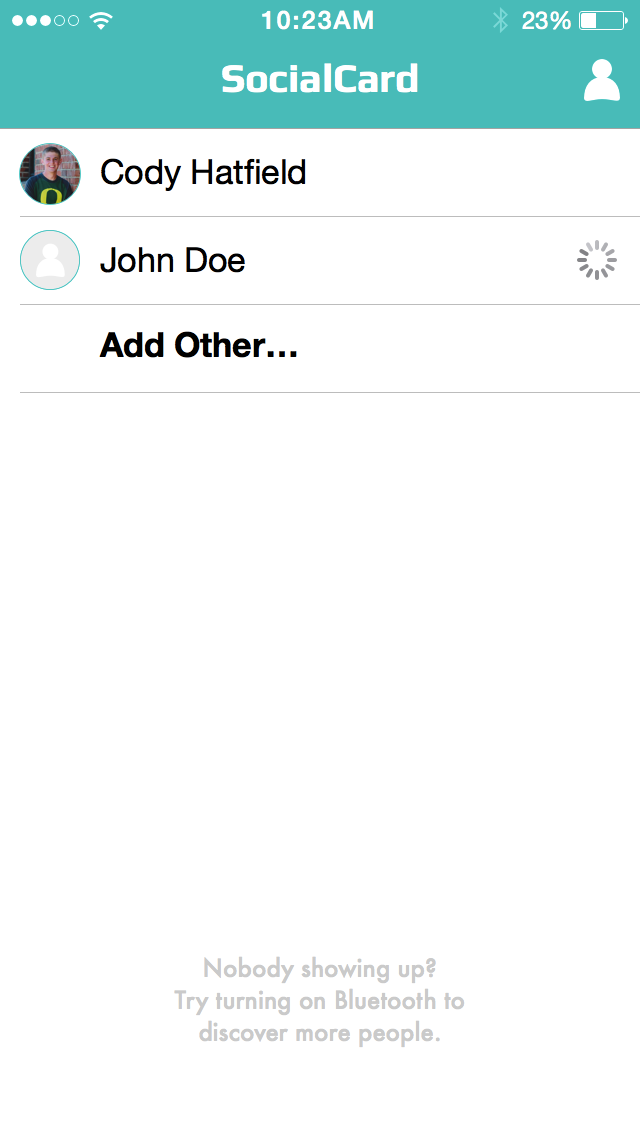 10:23AM
23%
SocialCard
Cody Hatfield
John Doe
Add Other...
Nobody showing up?
Try turning on Bluetooth to
discover more people.